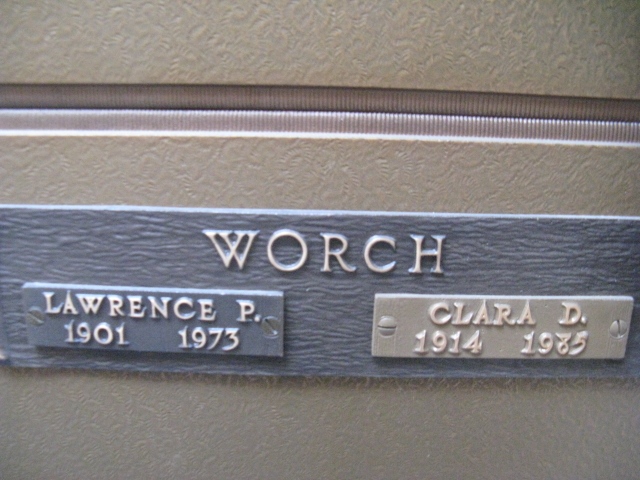 WORCH
LAWRENCE P.
1901 1973
CLARA D.
1914 1985